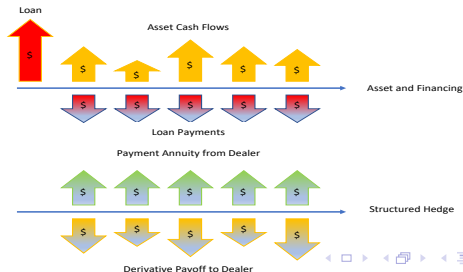 Loan
Asset Cash Flows
$
$ $ $ $ $
Asset and Financing
$ $ $ $ $
Loan Payments
Payment Annuity from Dealer
$ $ $ $ $
Structured Hedge
$ $ $ $ $
Derivative Payoff to Dealer